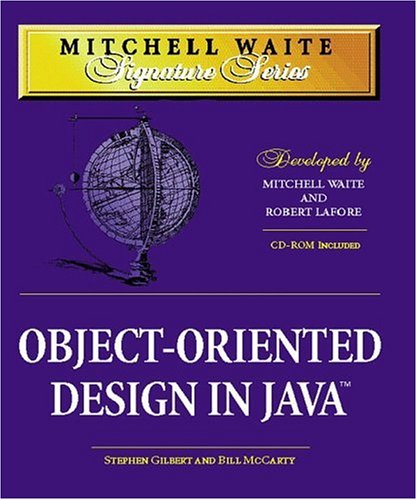 MITCHELL WAITE
Signature Series
Developed by
MITCHELL WAITE
AND
ROBERT LAFORE
CD-ROM INCLUDED
OBJECT-ORIENTED
DESIGN IN JAVA™
STEPHEN GILBERT AND BILL MCCARTY